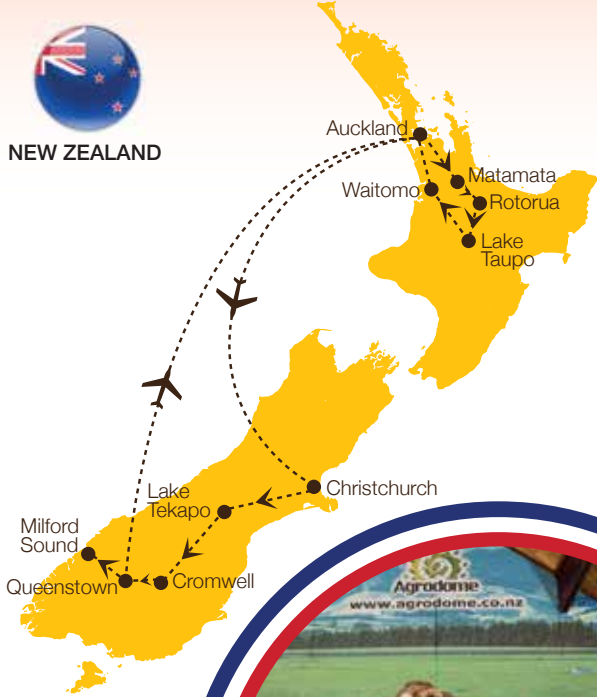 NEW ZEALAND
Auckland
Matamata
Waitomo
Rotorua
Lake
Taupo
Christchurch
Lake
Tekapo
Milford
Sound
Queenstown
Cromwell
Agrodome
www.agrodome.co.nz